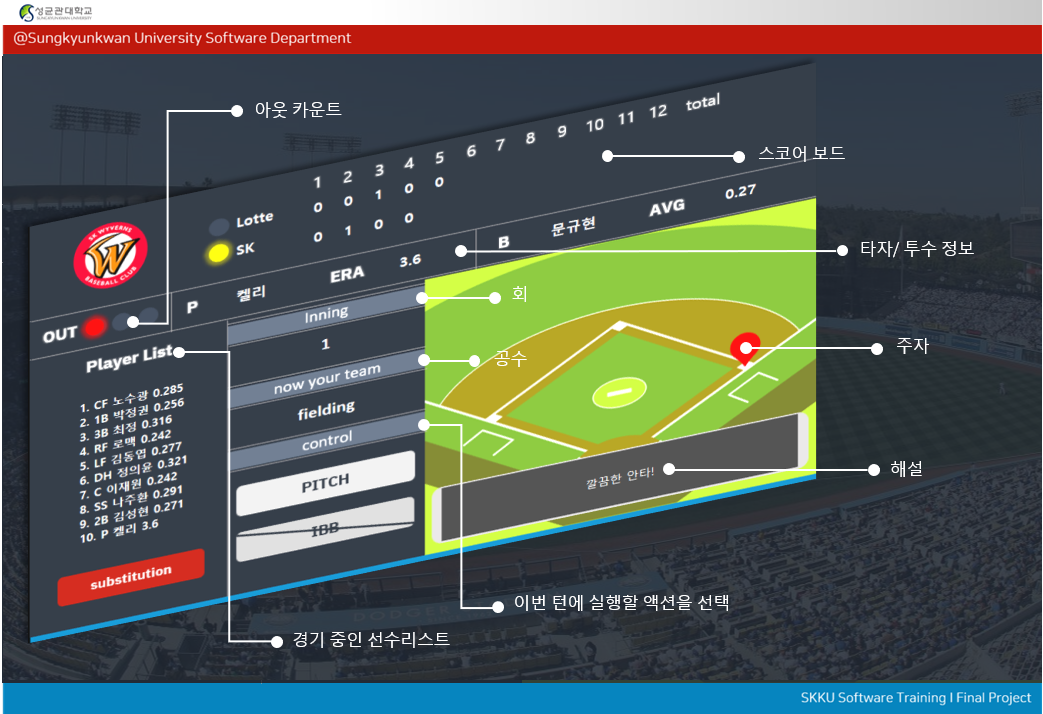 성균관대학교
SUNGKYUNKWAN UNIVERSITY
@Sungkyunkwan University Software Department
아웃 카운트
1 2 3 4 5 6 7 8 9 10 11 12 total
스코어 보드
Lotte 0 0 1 0 0
SK 0 1 0 0
SK WYVERNS
W
BASEBALL CLUB
OUT
P 켈리 ERA 3.6 B 문규현 AVG 0.27
타자/ 투수 정보
회
Inning
1
Player List
공수
now your team
fielding
주자
control
1. CF 노수광 0.285
2. 1B 박정권 0.256
3. 3B 최정 0.316
4. RF 로맥 0.242
5. LF 김동엽 0.277
6. DH 정의윤 0.321
7. C 이재원 0.242
8. SS 나주환 0.291
9. 2B 김성현 0.271
10. P 켈리 3.6
PITCH
IBB
깔끔한 안타!
해설
substitution
이번 턴에 실행할 액션을 선택
경기 중인 선수리스트
SKKU Software Training I Final Project